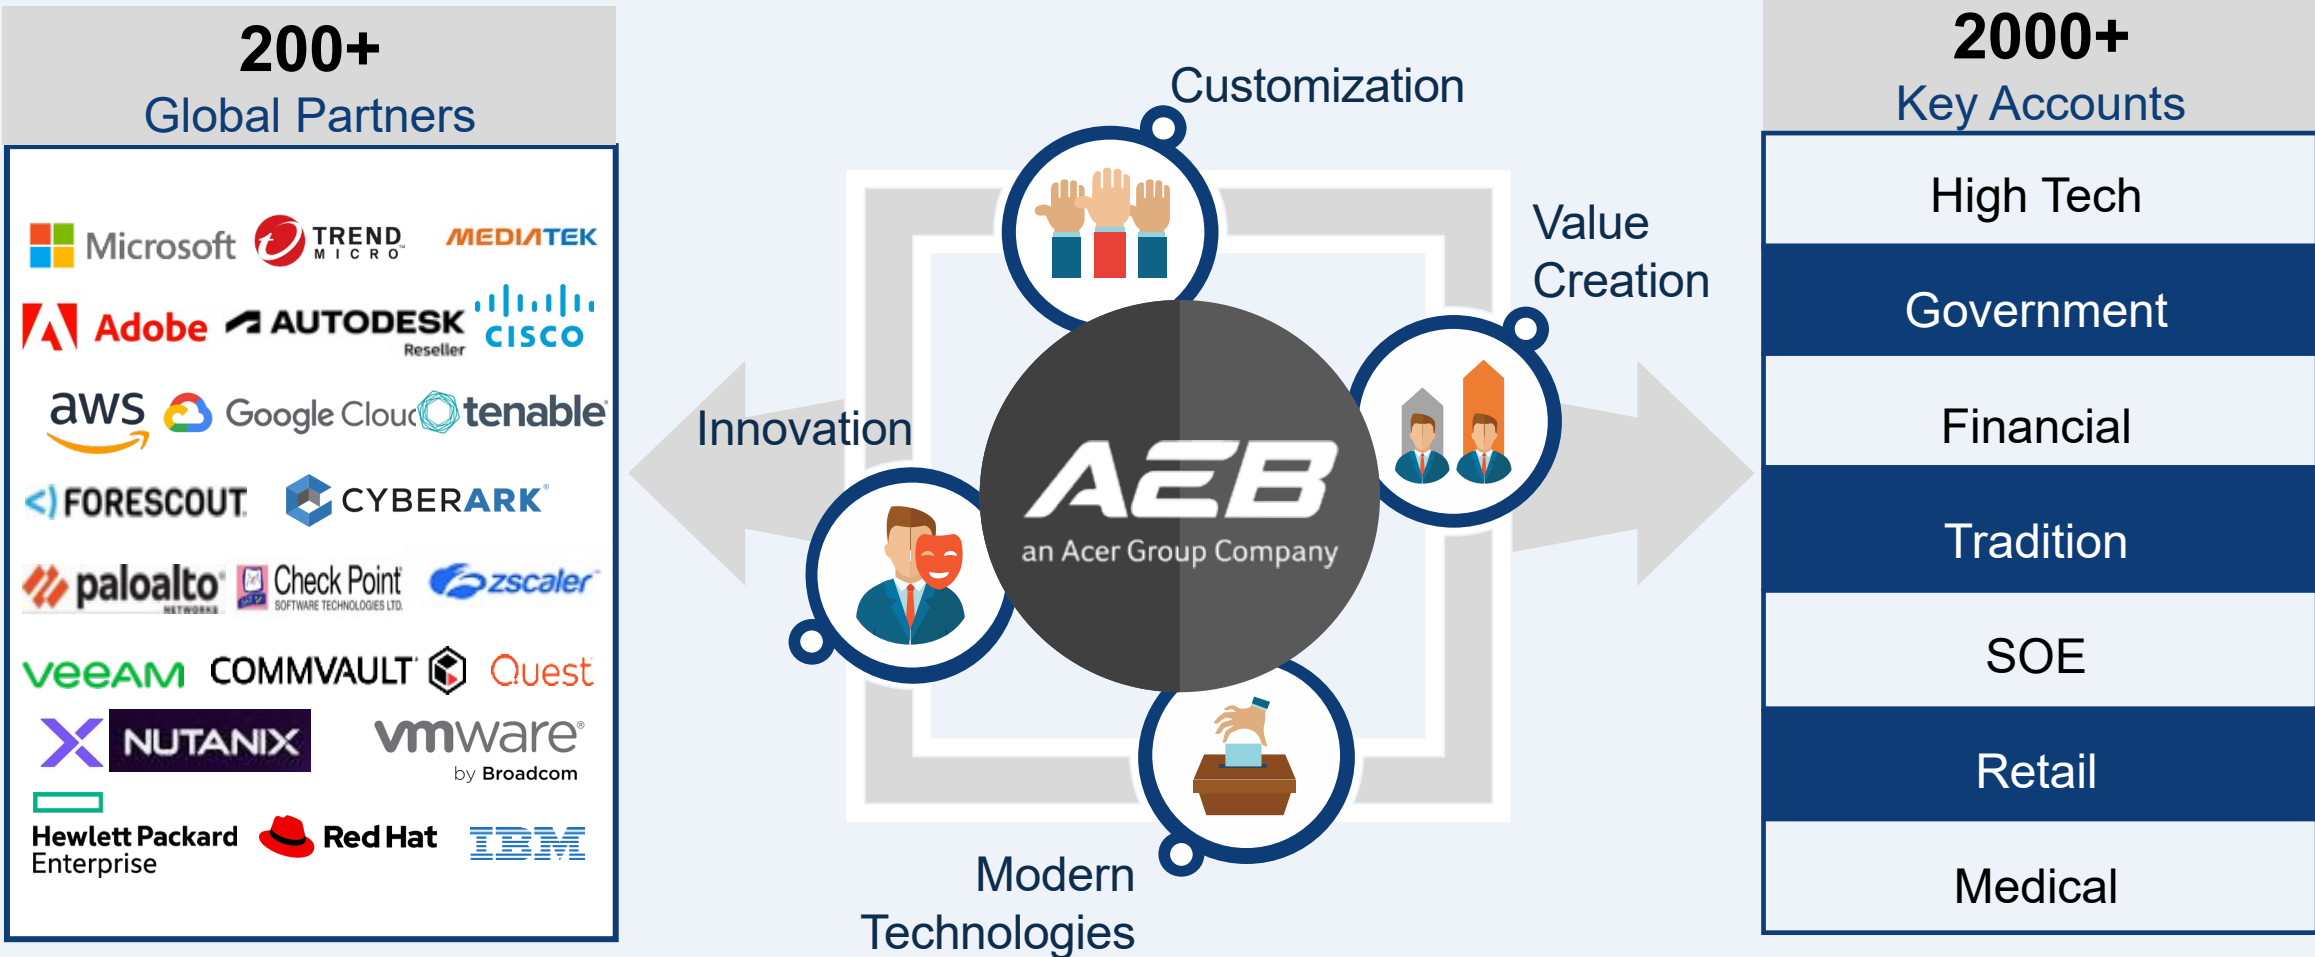 200+
Global Partners
Microsoft
TREND
MICRO
MEDIATEK
Adobe
AUTODESK
Reseller
CISCO
aws
Google Cloud
tenable
FORESCOUT
CYBERARK
paloalto
NETWORKS
Check Point
SOFTWARE TECHNOLOGIES LTD.
zscaler
veeAM
COMMVAULT
Quest
NUTANIX
vmware
by Broadcom
Hewlett Packard
Enterprise
Red Hat
IBM
Customization
Value
Creation
Innovation
AEB
an Acer Group Company
Modern
Technologies
2000+
Key Accounts
High Tech
Government
Financial
Tradition
SOE
Retail
Medical